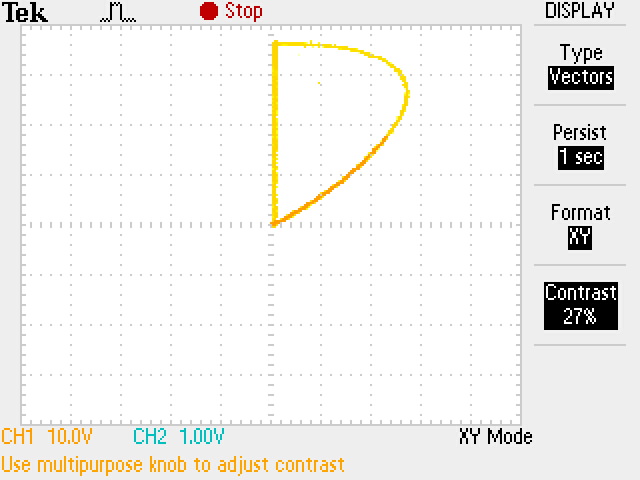 Tek Stop DISPLAY
Type
Vectors
Persist
1 sec
Format
XY
Contrast
27%
CH1 10.0V CH2 1.00V XY Mode
Use multipurpose knob to adjust contrast